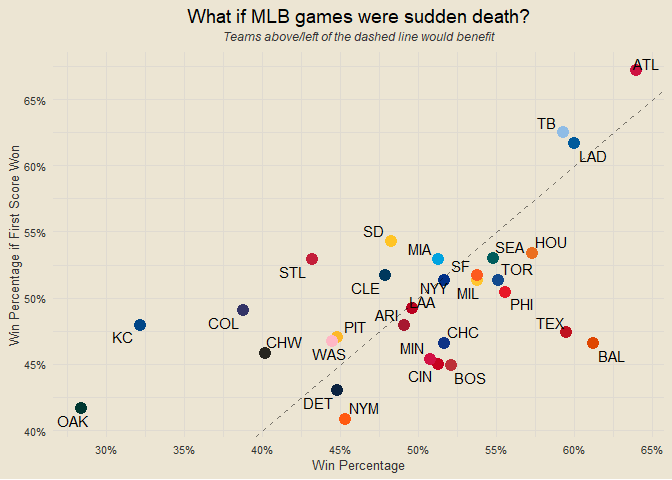 What if MLB games were sudden death?
Teams above/left of the dashed line would benefit
Win Percentage if First Score Won
65%
60%
55%
50%
45%
40%
ATL
TB
LAD
SD
MIA
SEA
HOU
STL
CLE
SF
TOR
NYY
MIL
PHI
LAA
ARI
KC
COL
PIT
CHC
TEX
CHW
WAS
MIN
BAL
CIN
BOS
DET
NYM
OAK
30%
35%
40%
45%
50%
55%
60%
65%
Win Percentage